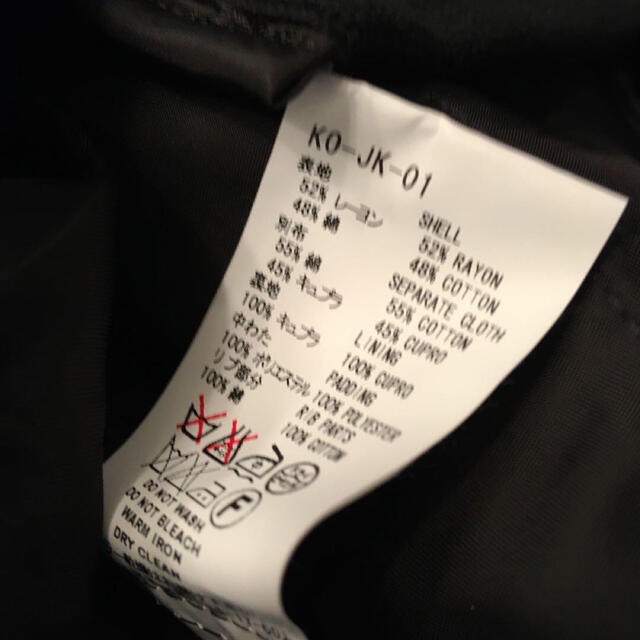 KO-JK-01
表地
52% レーヨン
48% 綿
別布
55% 綿
45% キュプラ
裏地
100% キュプラ
中わた
100% ポリエステル
リブ部分
100% 綿
SHELL
52% RAYON
48% COTTON
SEPARATE CLOTH
55% COTTON
45% CUPRO
LINING
100% CUPRO
PADDING
100% POLYESTER
RIB PARTS
100% COTTON
F
DO NOT WASH
DO NOT BLEACH
WARM IRON
DRY CLEAN